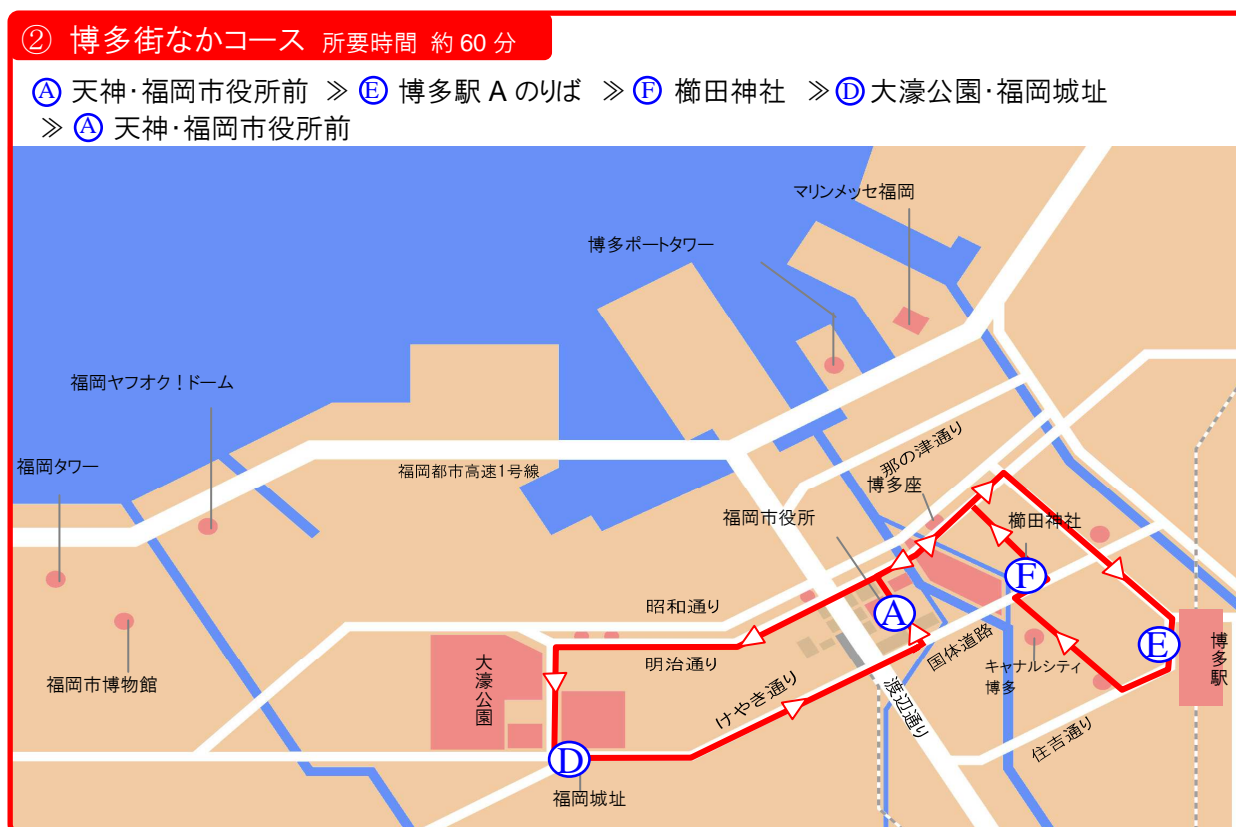 ② 博多街なかコース 所要時間 約 60 分
Ⓐ 天神・福岡市役所前 ≫ Ⓔ 博多駅 A のりば ≫ Ⓕ 櫛田神社 ≫ Ⓓ 大濠公園・福岡城址
≫ Ⓐ 天神・福岡市役所前
マリンメッセ福岡
博多ポートタワー
福岡ヤフオク！ドーム
福岡タワー
福岡都市高速1号線
那の津通り
博多座
福岡市役所
櫛田神社
F
A
昭和通り
明治通り
国体道路
E
博多駅
キャナルシティ
博多
福岡市博物館
大濠公園
けやき通り
渡辺通り
住吉通り
D
福岡城址